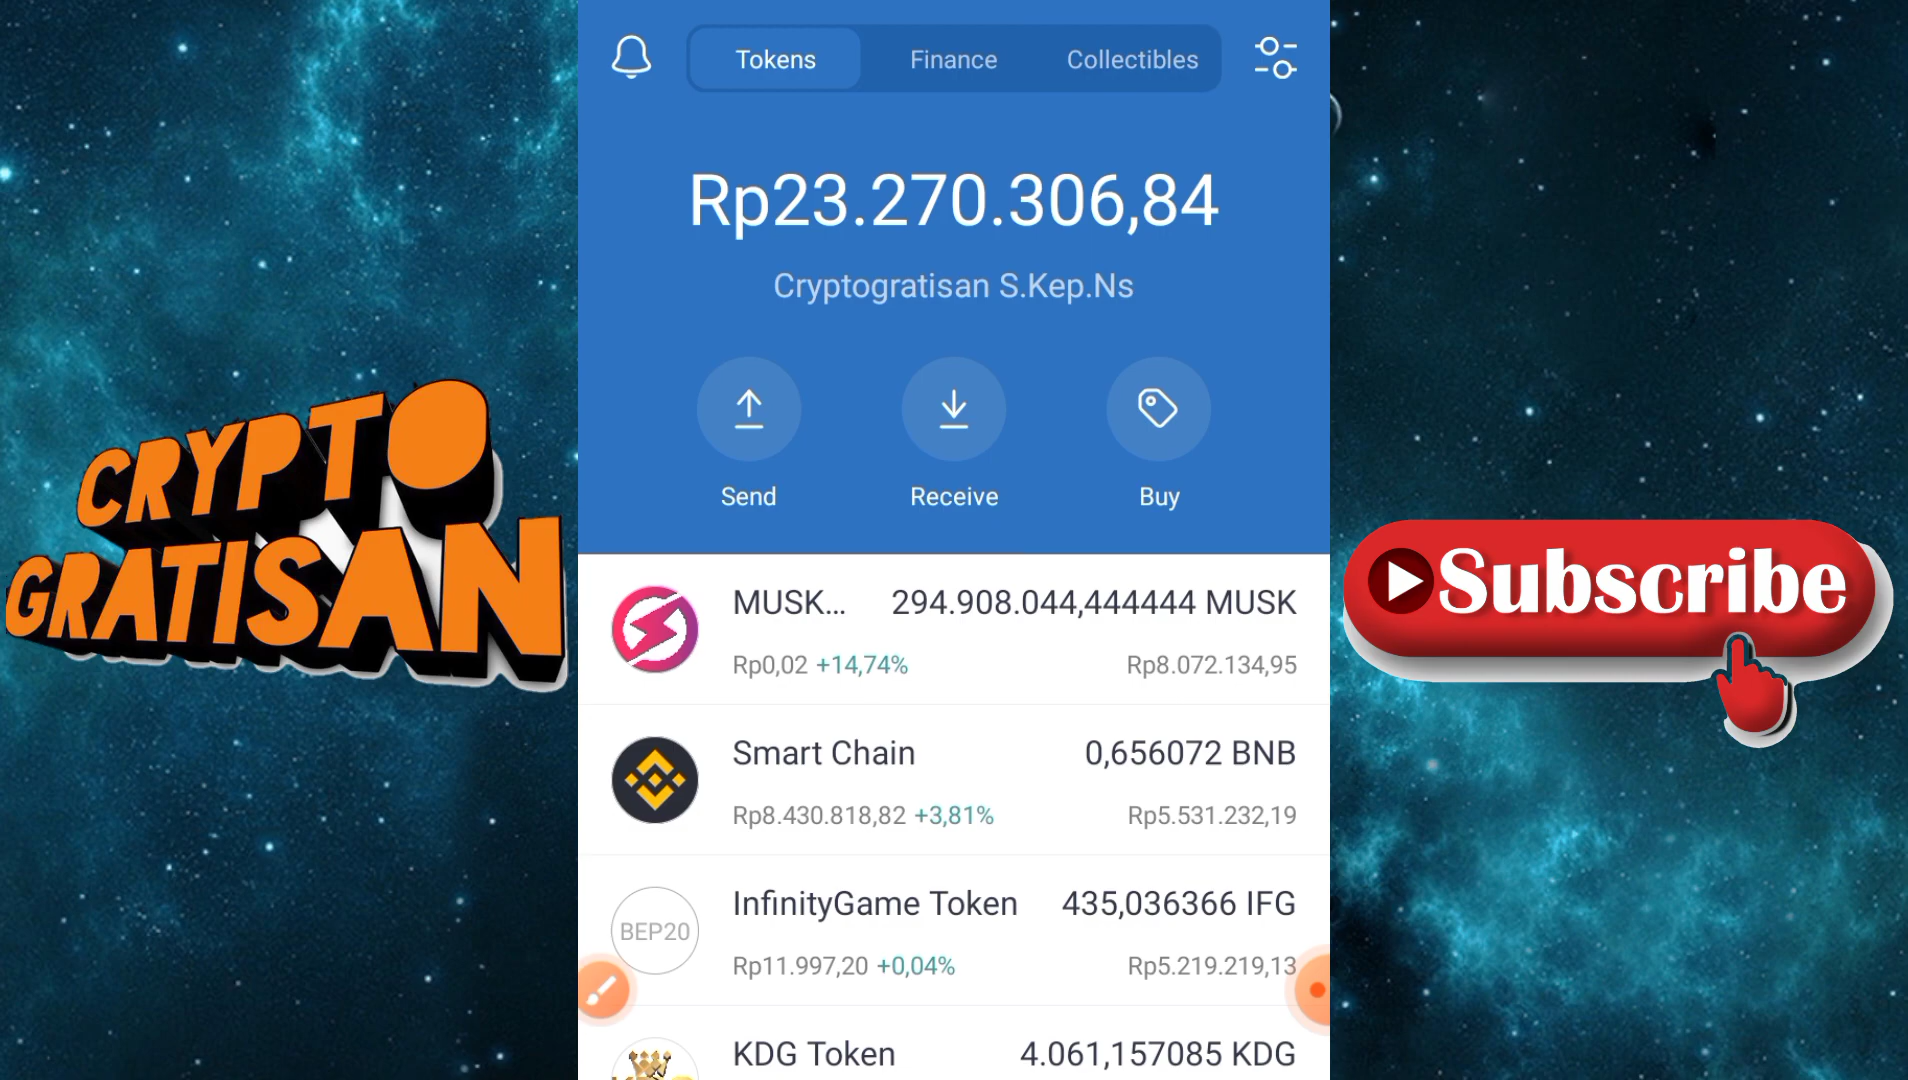 Tokens
Finance
Collectibles
Rp23.270.306,84
Cryptogratisan S.Kep.Ns
Send
Receive
Buy
CRYPTO
GRATISAN
Subscribe
MUSK... 294.908.044,444444 MUSK
Rp0,02 +14,74% Rp8.072.134,95
Smart Chain 0,656072 BNB
Rp8.430.818,82 +3,81% Rp5.531.232,19
BEP20
InfinityGame Token 435,036366 IFG
Rp11.997,20 +0,04% Rp5.219.219,13
KDG Token 4.061,157085 KDG